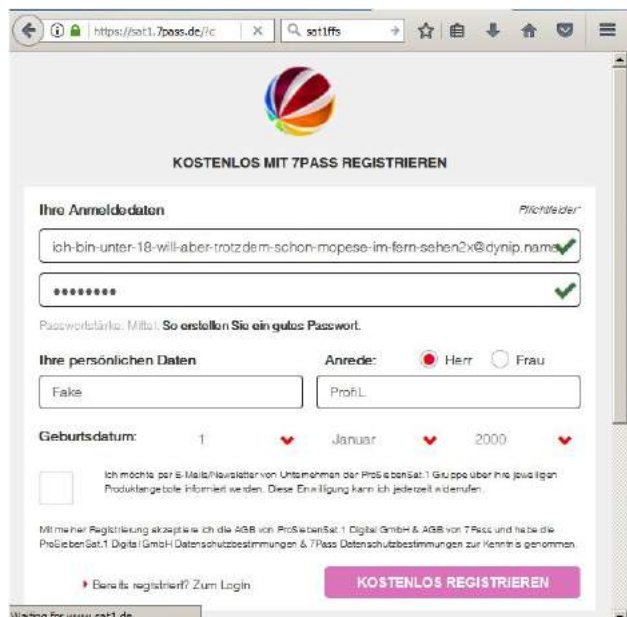 https://sat1.7pass.de/?c
sat1ffs
KOSTENLOS MIT 7PASS REGISTRIEREN
Ihre Anmeldedaten
Pflichtfelder*
ich-bin-unter-18-will-aber-trotzdem-schon-mopese-im-fern-sehen2x@dynip.name
••••••••
Passwortstärke: Mittel. So erstellen Sie ein gutes Passwort.
Ihre persönlichen Daten
Anrede: Herr Frau
Fake ProfiL
Geburtsdatum: 1 Januar 2000
Ich möchte per E-Mails/Newsletter von Unternehmen der ProSiebenSat.1 Gruppe über ihre jeweiligen
Produktangebote informiert werden. Diese Einwilligung kann ich jederzeit widerrufen.
Mit meiner Registrierung akzeptiere ich die AGB von ProSiebenSat.1 Digital GmbH & AGB von 7Pass und habe die
ProSiebenSat.1 Digital GmbH Datenschutzbestimmungen & 7Pass Datenschutzbestimmungen zur Kenntnis genommen.
Bereits registriert? Zum Login
KOSTENLOS REGISTRIEREN
Waiting for www.sat1.de